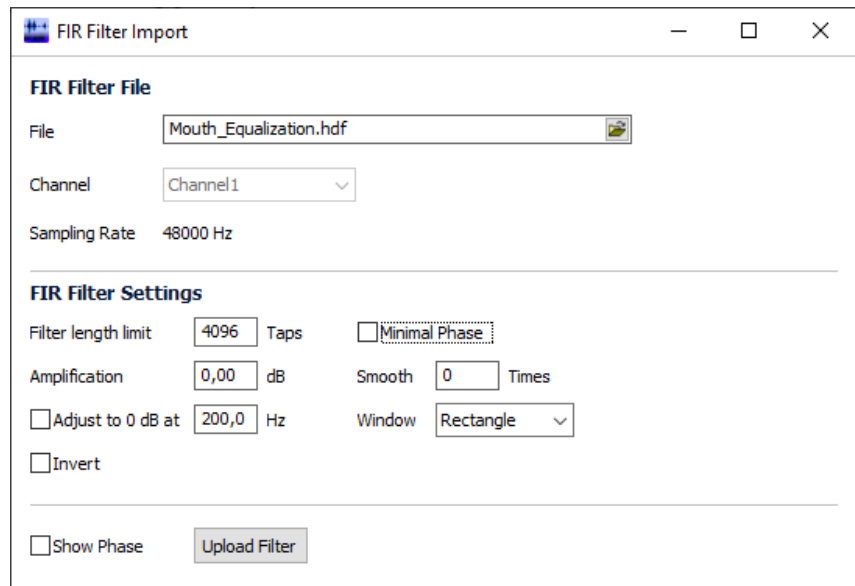 FIR Filter Import
FIR Filter File
File Mouth_Equalization.hdf
Channel Channel1
Sampling Rate 48000 Hz
FIR Filter Settings
Filter length limit 4096 Taps Minimal Phase
Amplification 0,00 dB Smooth 0 Times
Adjust to 0 dB at 200,0 Hz Window Rectangle
Invert
Show Phase Upload Filter